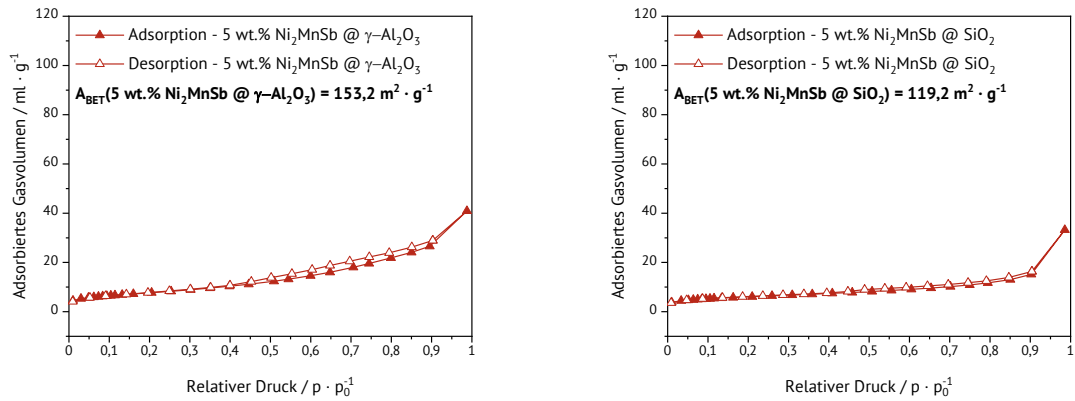 120
100
80
60
40
20
0
Adsorbiertes Gasvolumen / ml · g⁻¹
Adsorption - 5 wt.% Ni₂MnSb @ γ–Al₂O₃
Desorption - 5 wt.% Ni₂MnSb @ γ–Al₂O₃
A_BET(5 wt.% Ni₂MnSb @ γ–Al₂O₃) = 153,2 m² · g⁻¹
0 0,1 0,2 0,3 0,4 0,5 0,6 0,7 0,8 0,9 1
Relativer Druck / p · p₀⁻¹
120
100
80
60
40
20
0
Adsorbiertes Gasvolumen / ml · g⁻¹
Adsorption - 5 wt.% Ni₂MnSb @ SiO₂
Desorption - 5 wt.% Ni₂MnSb @ SiO₂
A_BET(5 wt.% Ni₂MnSb @ SiO₂) = 119,2 m² · g⁻¹
0 0,1 0,2 0,3 0,4 0,5 0,6 0,7 0,8 0,9 1
Relativer Druck / p · p₀⁻¹